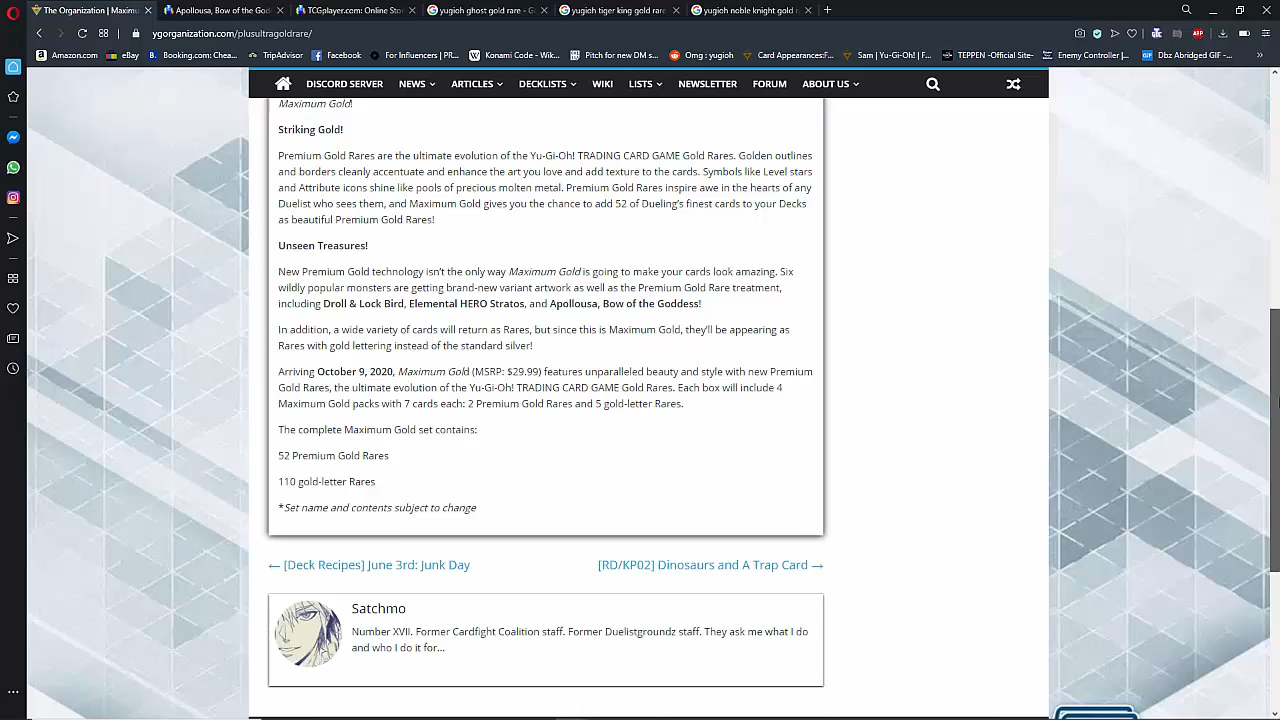 The Organization | Maximu
Apollousa, Bow of the God
TCGplayer.com: Online Sto
yugioh ghost rare - G
yugioh tiger king gold rare
yugioh noble knight gold r
ygorganization.com/plusultragoldrare/
Amazon.com
eBay
Booking.com: Chea...
TripAdvisor
Facebook
For Influencers | PR...
Secret Code - Wik...
Pitch for new DM s...
Omg yugioh
Card Appearances:F...
Sam | Yu-Gi-Oh! | F...
TEPPEN -Official Site-
Enemy Controller |...
Dbz Abridged GIF -...
DISCORD SERVER NEWS ARTICLES DECKLISTS WIKI LISTS NEWSLETTER FORUM ABOUT US
Maximum Gold!
Striking Gold!
Premium Gold Rares are the ultimate evolution of the Yu-Gi-Oh! TRADING CARD GAME Gold Rares. Golden outlines
and borders cleanly accentuate and enhance the art you love and add texture to the cards. Symbols like Level stars
and Attribute icons shine like pools of precious molten metal. Premium Gold Rares inspire awe in the hearts of any
Duelist who sees them, and Maximum Gold gives you the chance to add 52 of Dueling's finest cards to your Decks
as beautiful Premium Gold Rares!
Unseen Treasures!
New Premium Gold technology isn't the only way Maximum Gold is going to make your cards look amazing. Six
wildly popular monsters are getting brand-new variant artwork as well as the Premium Gold Rare treatment,
including Droll & Lock Bird, Elemental HERO Stratos, and Apollousa, Bow of the Goddess!
In addition, a wide variety of cards will return as Rares, but since this is Maximum Gold, they'll be appearing as
Rares with gold lettering instead of the standard silver!
Arriving October 9, 2020, Maximum Gold (MSRP: $29.99) features unparalleled beauty and style with new Premium
Gold Rares, the ultimate evolution of the Yu-Gi-Oh! TRADING CARD GAME Gold Rares. Each box will include 4
Maximum Gold packs with 7 cards each: 2 Premium Gold Rares and 5 gold-letter Rares.
The complete Maximum Gold set contains:
52 Premium Gold Rares
110 gold-letter Rares
*Set name and contents subject to change
← [Deck Recipes] June 3rd: Junk Day
[RD/KP02] Dinosaurs and A Trap Card →
Satchmo
Number XVII. Former Cardfight Coalition staff. Former Duelistgroundz staff. They ask me what I do
and who I do it for...